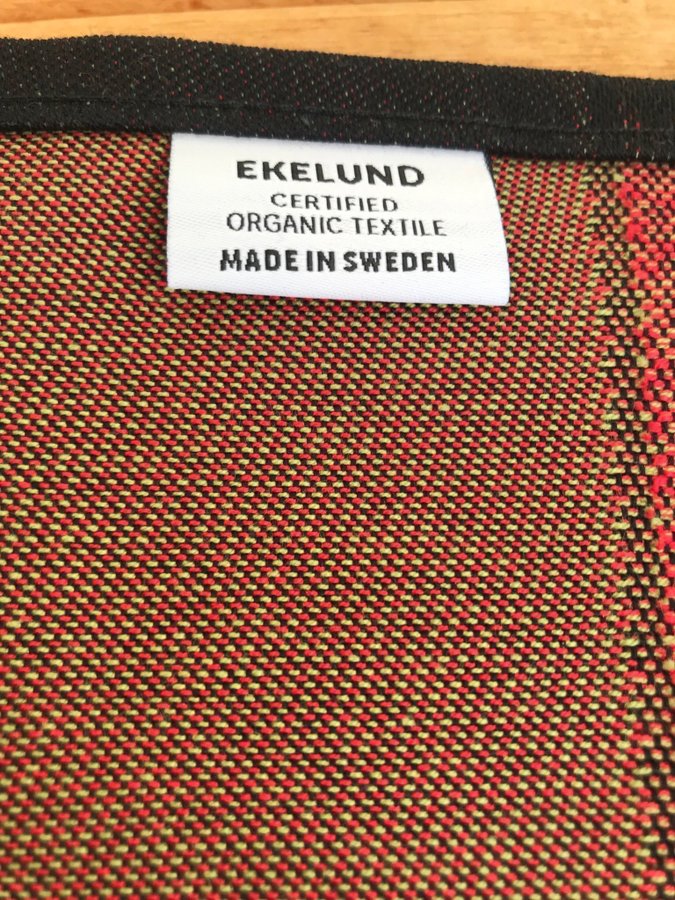 EKELUND
CERTIFIED
ORGANIC TEXTILE
MADE IN SWEDEN